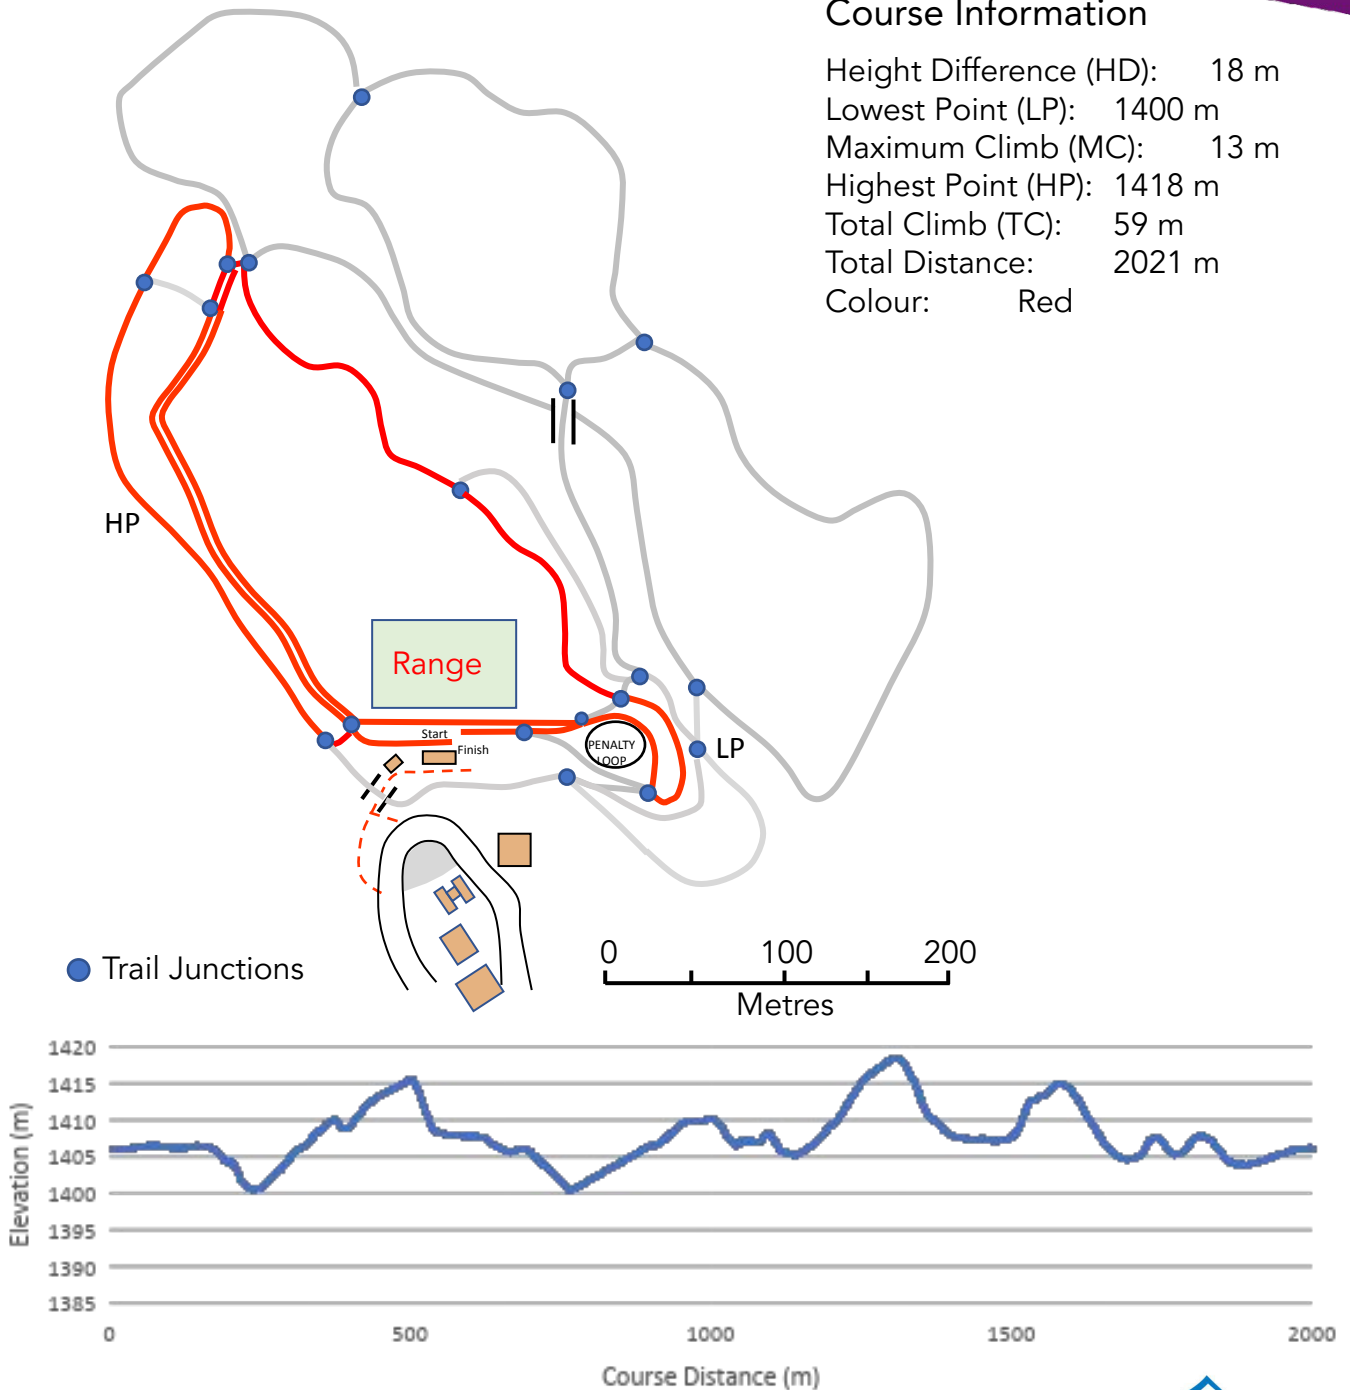 Course Information
Height Difference (HD): 18 m
Lowest Point (LP): 1400 m
Maximum Climb (MC): 13 m
Highest Point (HP): 1418 m
Total Climb (TC): 59 m
Total Distance: 2021 m
Colour: Red
HP
Range
Start
Finish
PENALTY
LOOP
LP
Trail Junctions
0 100 200
Metres
1420
1415
1410
1405
1400
1395
1390
1385
Elevation (m)
0 500 1000 1500 2000
Course Distance (m)